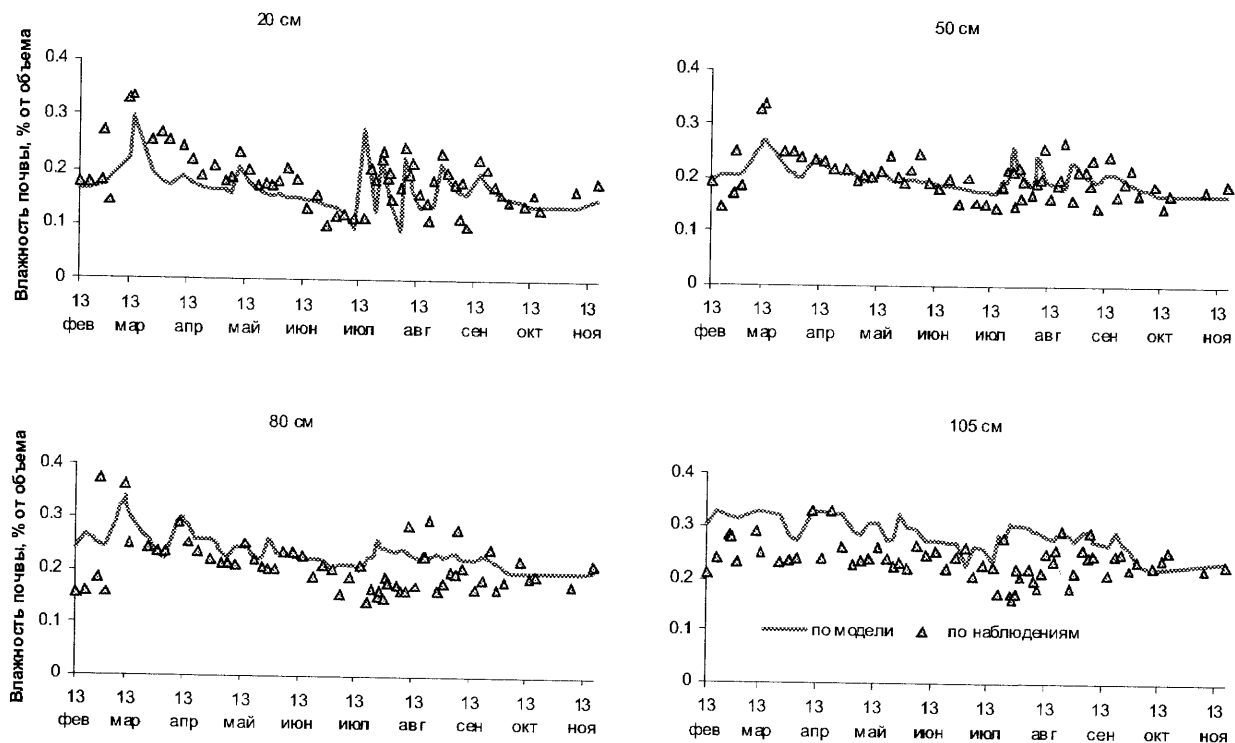 20 см
Влажность почвы, % от объема
0.4
0.3
0.2
0.1
0
13 13 13 13 13 13 13 13 13 13
фев мар апр май июн июл авг сен окт ноя
50 см
0.4
0.3
0.2
0.1
0
13 13 13 13 13 13 13 13 13 13
фев мар апр май июн июл авг сен окт ноя
80 см
Влажность почвы, % от объема
0.4
0.3
0.2
0.1
0
13 13 13 13 13 13 13 13 13 13
фев мар апр май июн июл авг сен окт ноя
105 см
0.4
0.3
0.2
0.1
0
по модели по наблюдениям
13 13 13 13 13 13 13 13 13 13
фев мар апр май июн июл авг сен окт ноя